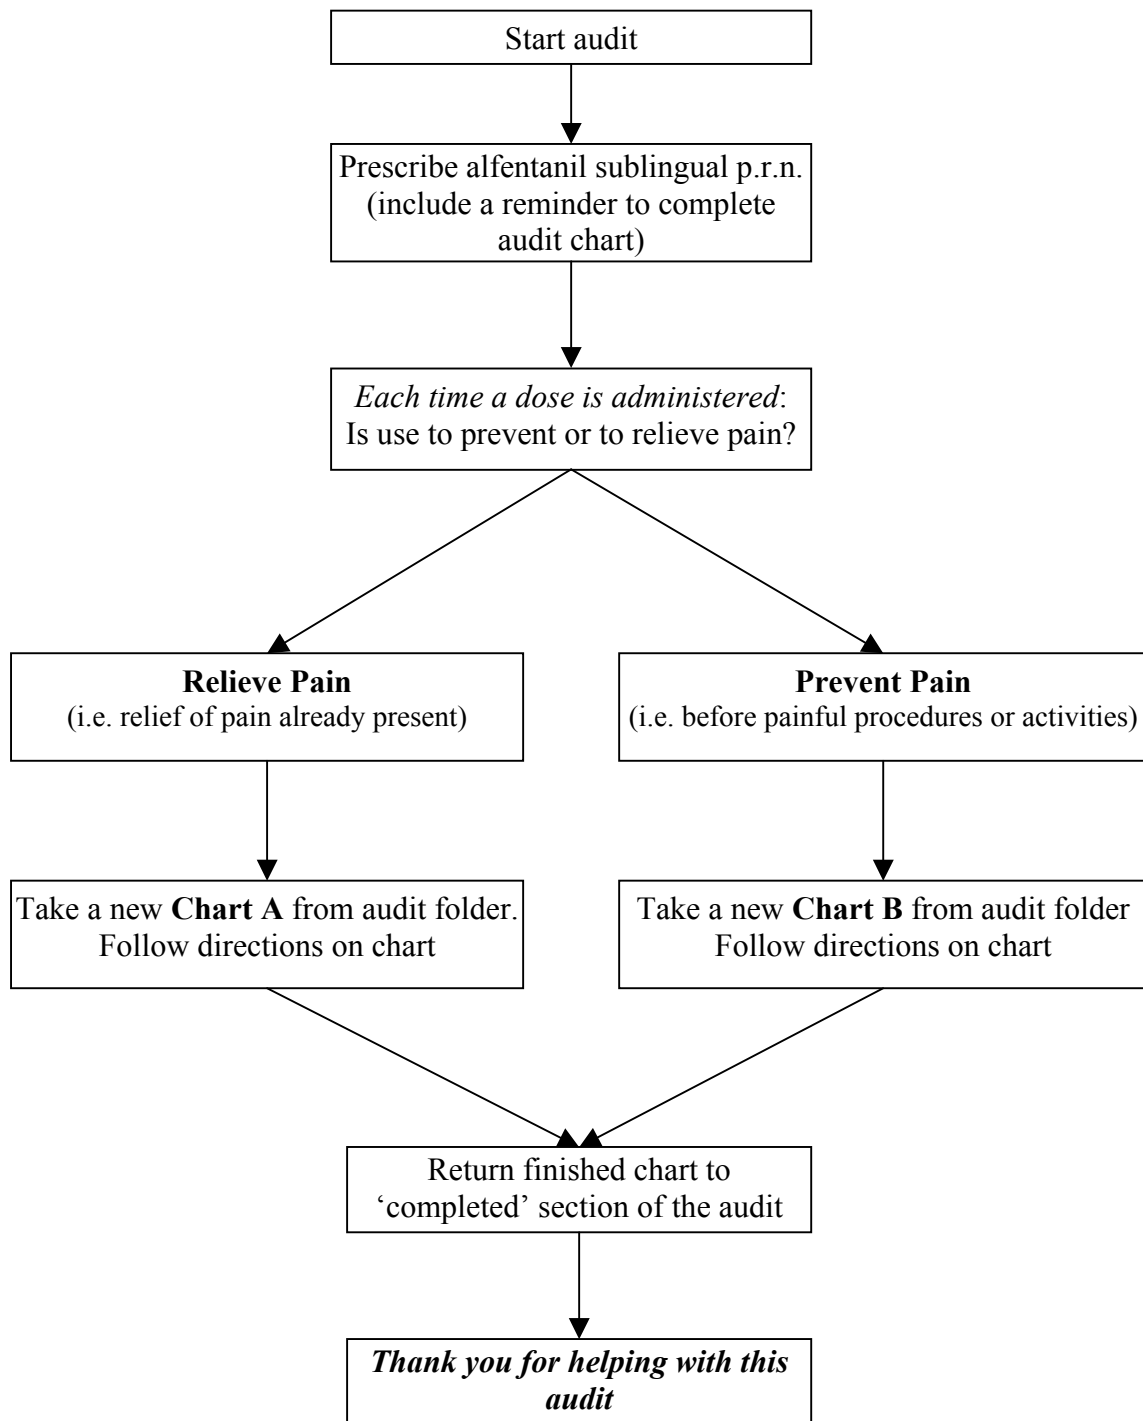 Start audit
Prescribe alfentanil sublingual p.r.n.
(include a reminder to complete
audit chart)
Each time a dose is administered:
Is use to prevent or to relieve pain?
Relieve Pain
(i.e. relief of pain already present)
Prevent Pain
(i.e. before painful procedures or activities)
Take a new Chart A from audit folder.
Follow directions on chart
Take a new Chart B from audit folder
Follow directions on chart
Return finished chart to
‘completed’ section of the audit
Thank you for helping with this
audit